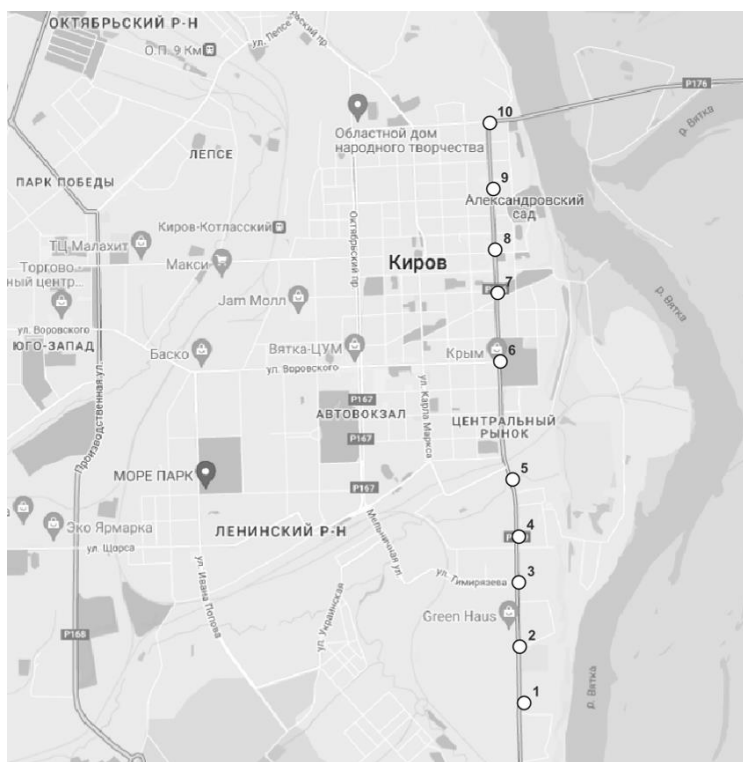 ОКТЯБРЬСКИЙ Р-Н
О.П. 9 Км
ул. Лепсе
P176
10
р. Вятка
Областной дом
народного творчества
ЛЕПСЕ
ПАРК ПОБЕДЫ
9
Александровский
сад
Киров-Котласский
Октябрьский пр.
ТЦ Малахит
8
Торгово-
ный центр...
Макси
Киров
Jam Молл
7
р. Вятка
ул. Воровского
ЮГО-ЗАПАД
Баско
Вятка-ЦУМ
Крым
6
ул. Воровского
Производственная ул.
P167
АВТОВОКЗАЛ
ул. Карла Маркса
ЦЕНТРАЛЬНЫЙ
РЫНОК
P167
МОРЕ ПАРК
P167
5
Эко Ярмарка
ЛЕНИНСКИЙ Р-Н
4
ул. Щорса
Мельничная ул.
ул. Тимирязева
3
ул. Ивана Попова
ул. Украинская
Green Haus
P168
2
1
р. Вятка